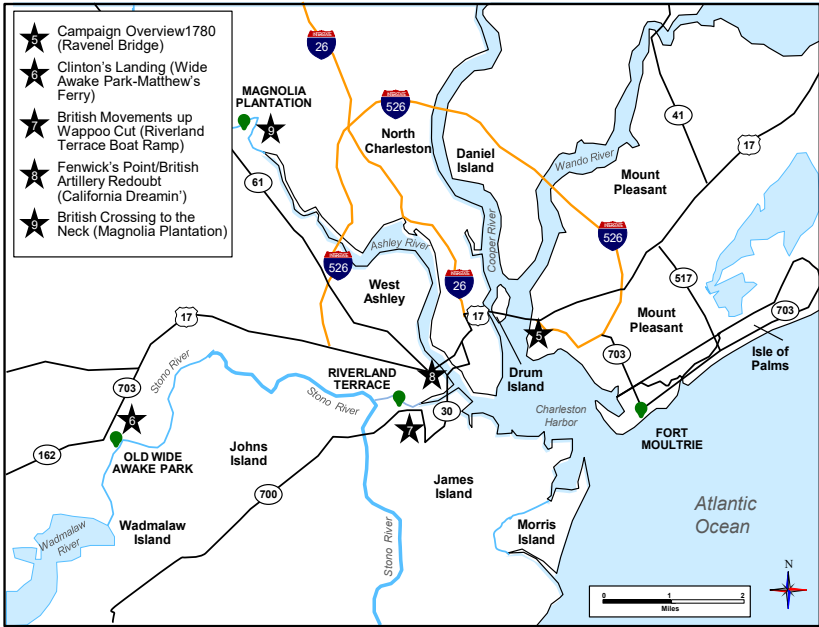 5 Campaign Overview1780
(Ravenel Bridge)
6 Clinton's Landing (Wide
Awake Park-Matthew's
Ferry)
7 British Movements up
Wappoo Cut (Riverland
Terrace Boat Ramp)
8 Fenwick's Point/British
Artillery Redoubt
(California Dreamin')
9 British Crossing to the
Neck (Magnolia Plantation)
26
MAGNOLIA
PLANTATION
9
526
North
Charleston
Daniel
Island
Wando River
41
17
Mount
Pleasant
61
Ashley River
Cooper River
526
526
West
Ashley
26
517
17
Mount
Pleasant
5
703
703
Isle of
Palms
17
Stono River
703
RIVERLAND
TERRACE
8
Drum
Island
Stono River
30
Charleston
Harbor
6
7
FORT
MOULTRIE
162
OLD WIDE
AWAKE PARK
Johns
Island
700
James
Island
Wadmalaw
River
Wadmalaw
Island
Stono River
Morris
Island
Atlantic
Ocean
N
0 1 2
Miles